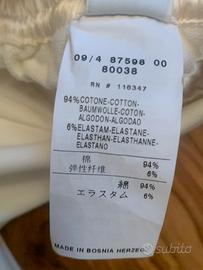 09/4 87598 00
80038
RN # 116347
94% COTONE-COTTON-
BAUMWOLLE-COTON-
ALGODON-ALGODAO
6% ELASTAM-ELASTANE-
ELASTHAN-ELASTHANNE-
ELASTANO
棉 94%
弹性纤维 6%
綿 94%
エラスタム 6%
MADE IN BOSNIA HERZEG
subito